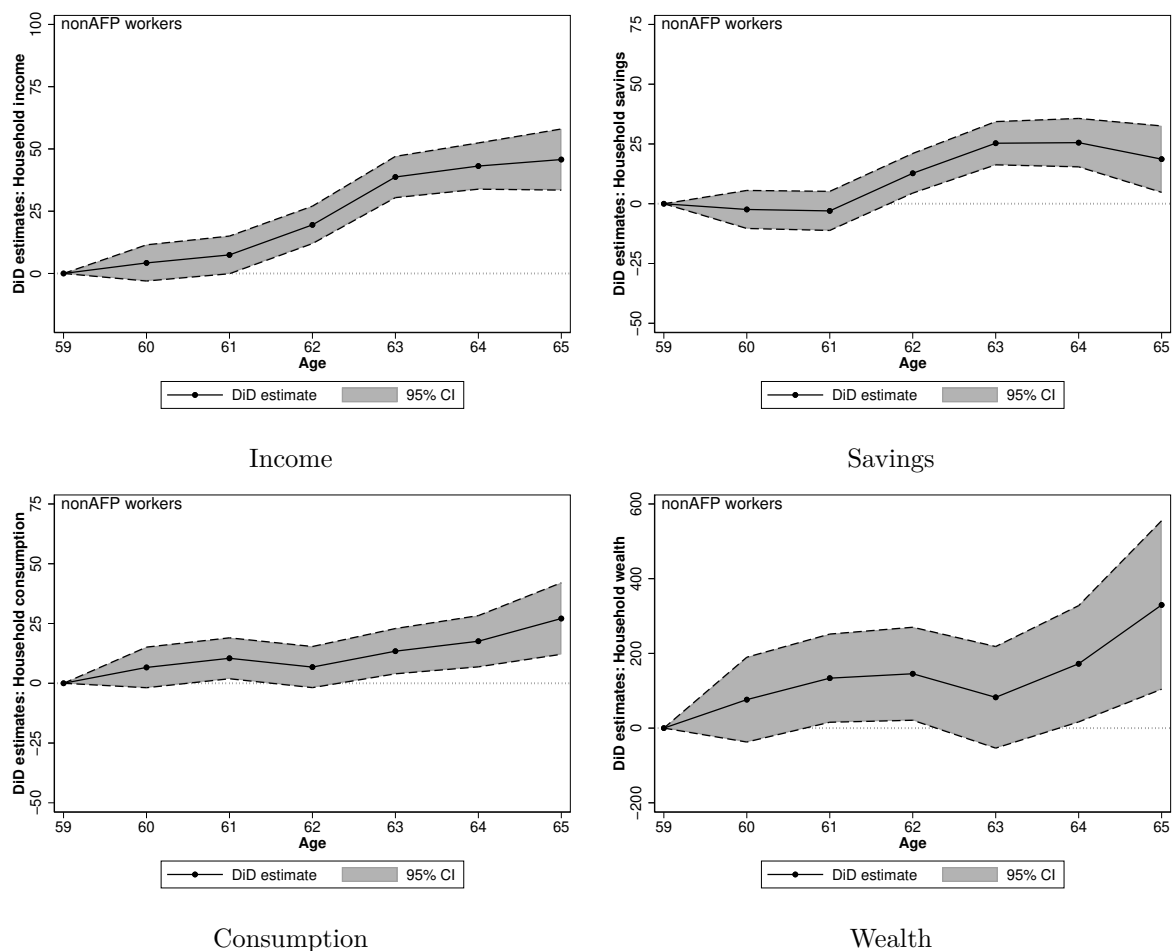 nonAFP workers
DiD estimates: Household income
100
75
50
25
0
59 60 61 62 63 64 65
Age
DiD estimate 95% CI
Income
nonAFP workers
DiD estimates: Household savings
75
50
25
0
−25
−50
59 60 61 62 63 64 65
Age
DiD estimate 95% CI
Savings
nonAFP workers
DiD estimates: Household consumption
75
50
25
0
−25
−50
59 60 61 62 63 64 65
Age
DiD estimate 95% CI
Consumption
nonAFP workers
DiD estimates: Household wealth
600
400
200
0
−200
59 60 61 62 63 64 65
Age
DiD estimate 95% CI
Wealth